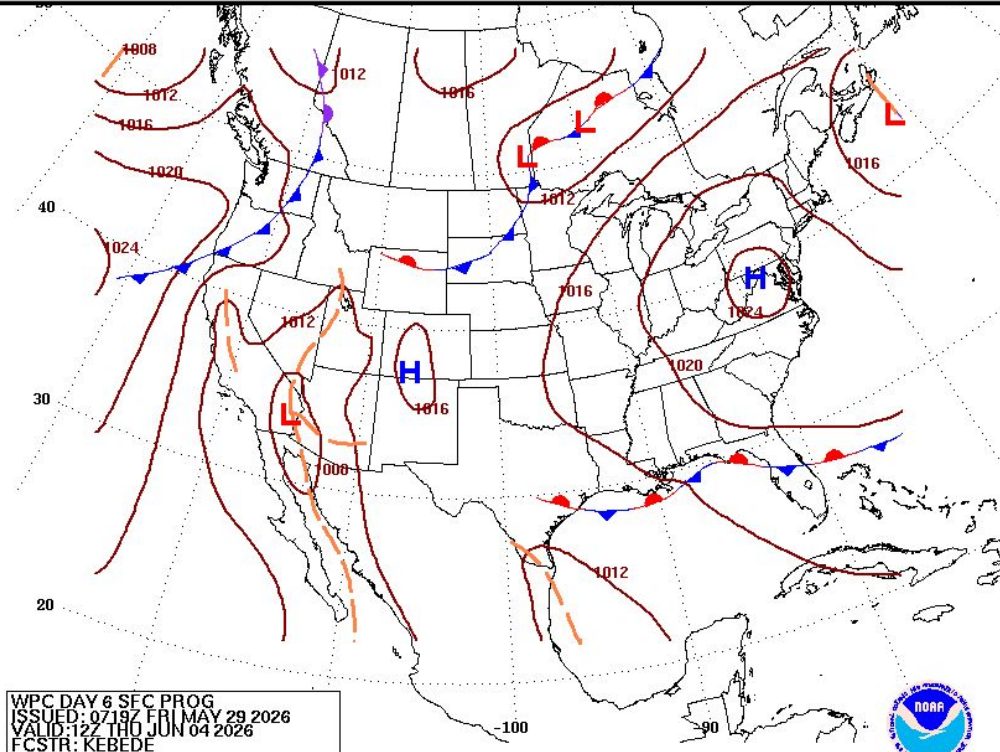 1008
1012
1012
1016
1016
1020
1016
1012
40
1024
1016
H
1024
1012
1020
H
1016
30
L
1008
L
L
L
1012
20
WPC DAY 6 SFC PROG
ISSUED: 0719Z FRI MAY 29 2026
VALID:12Z THU JUN 04 2026
FCSTR: KEBEDE
-100
-90
NOAA